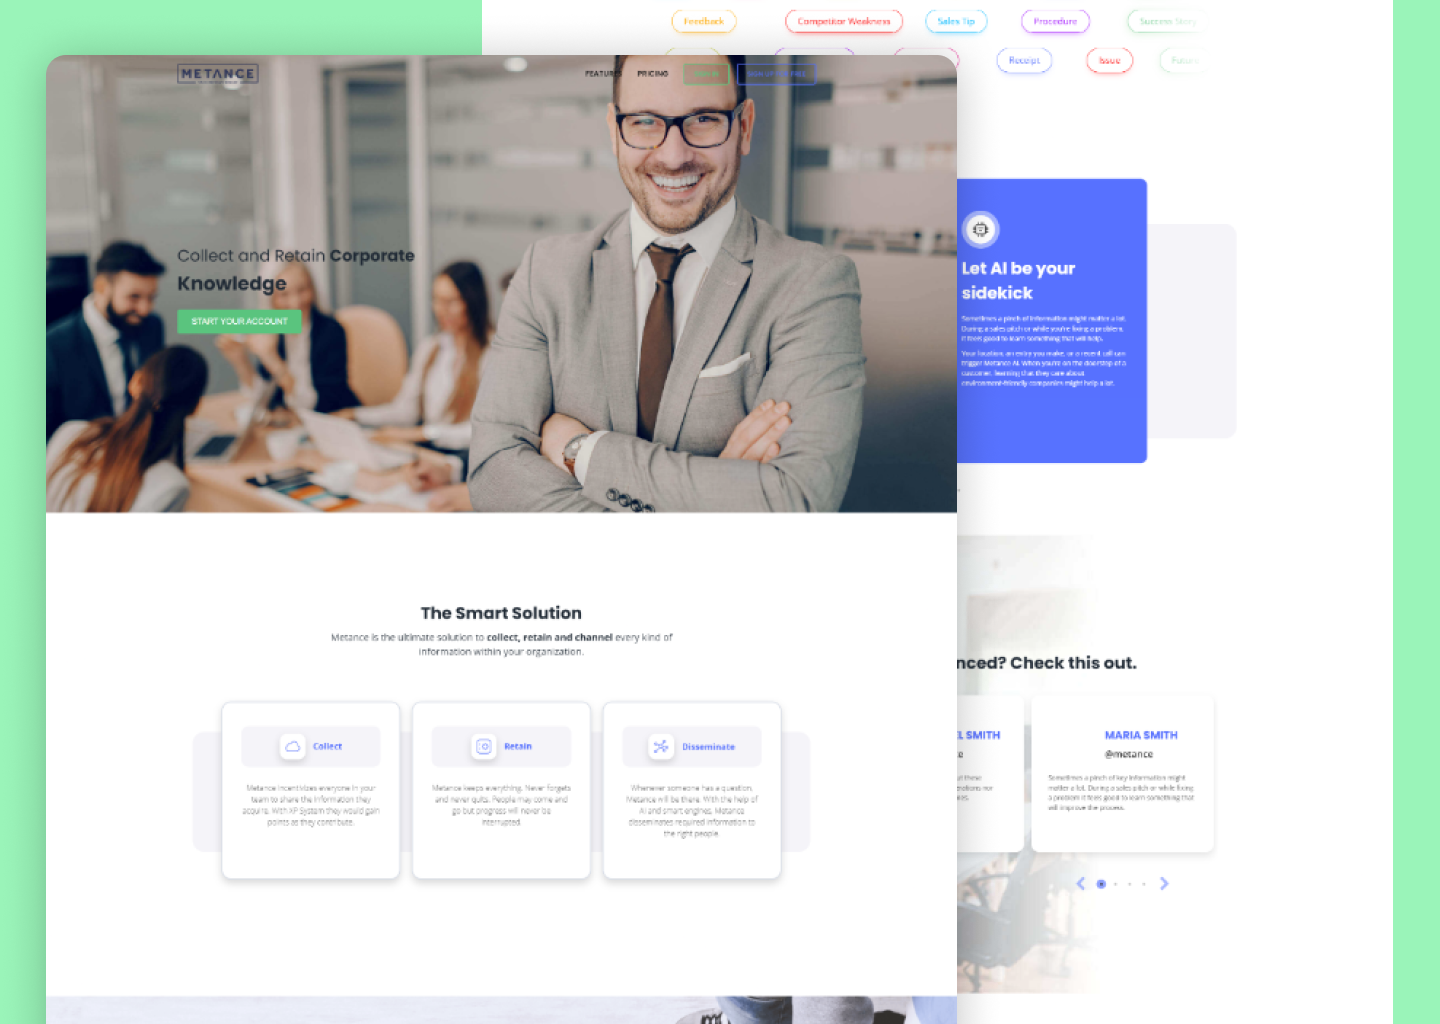 Feedback
Competitor Weakness
Sales Tip
Procedure
Success Story
Receipt
Issue
Future
METANCE
FEATURES
PRICING
SIGN IN
SIGN UP FOR FREE
Collect and Retain Corporate
Knowledge
START YOUR ACCOUNT
Let AI be your
sidekick
Sometimes a pinch of information might matter a lot.
During a sales pitch or while you're fixing a problem,
it feels good to learn something that will help.
Your location, an entry you make, or a recent call can
trigger Metance AI. When you're on the doorstep of a
customer, learning that they care about
environment-friendly companies might help a lot.
The Smart Solution
Metance is the ultimate solution to collect, retain and channel every kind of
information within your organization.
Collect
Metance incentivizes everyone in your
team to share the information they
acquire. With XP System they would gain
points as they contribute.
Retain
Metance keeps everything. Never forgets
and never quits. People may come and
go but progress will never be
interrupted.
Disseminate
Whenever someone has a question,
Metance will be there. With the help of
AI and smart engines, Metance
disseminates required information to
the right people.
nced? Check this out.
L SMITH
MARIA SMITH
@metance
Sometimes a pinch of key information might
matter a lot. During a sales pitch or while fixing
a problem it feels good to learn something that
will improve the process.